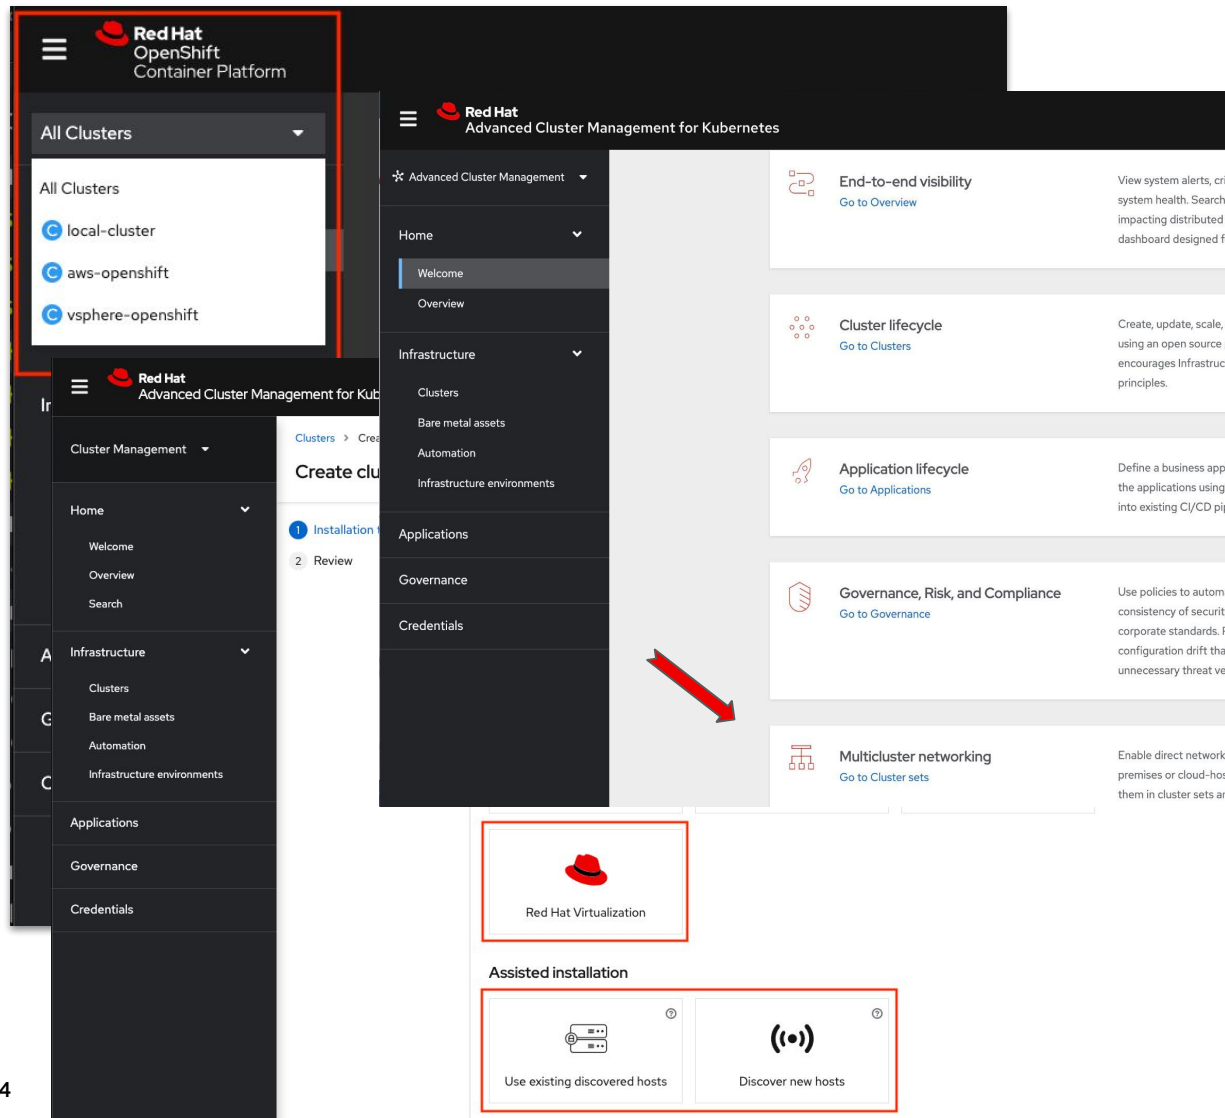 Red Hat
OpenShift
Container Platform
All Clusters
All Clusters
local-cluster
aws-openshift
vsphere-openshift
Red Hat
Advanced Cluster Management for Kubernetes
Advanced Cluster Management
Home
Welcome
Overview
Infrastructure
Clusters
Bare metal assets
Automation
Infrastructure environments
Applications
Governance
Credentials
End-to-end visibility
Go to Overview
View system alerts, cri
system health. Search
impacting distributed
dashboard designed f
Cluster lifecycle
Go to Clusters
Create, update, scale,
using an open source
encourages Infrastruc
principles.
Application lifecycle
Go to Applications
Define a business app
the applications using
into existing CI/CD pi
Governance, Risk, and Compliance
Go to Governance
Use policies to autom
consistency of securit
corporate standards.
configuration drift tha
unnecessary threat ve
Multicluster networking
Go to Cluster sets
Enable direct network
premises or cloud-hos
them in cluster sets a
Red Hat
Advanced Cluster Management for Kub
Cluster Management
Home
Welcome
Overview
Search
Infrastructure
Clusters
Bare metal assets
Automation
Infrastructure environments
Applications
Governance
Credentials
Clusters > Crea
Create clu
1 Installation
2 Review
Red Hat Virtualization
Assisted installation
Use existing discovered hosts
Discover new hosts
In
A
G
C
4